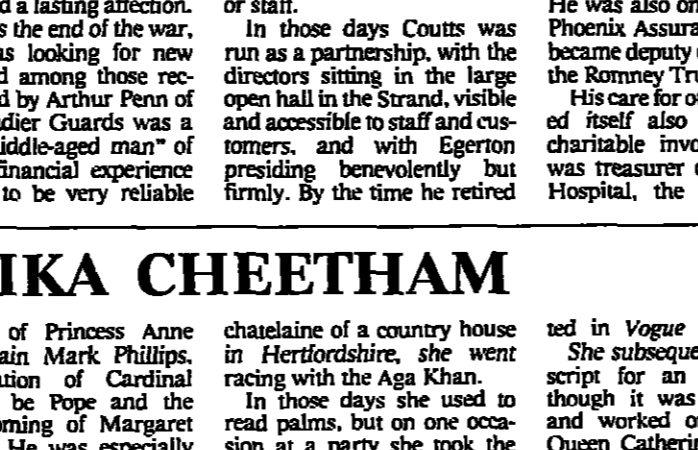 d a lasting affection.
s the end of the war,
as looking for new
d among those rec-
d by Arthur Penn of
adier Guards was a
iddle-aged man" of
financial experience
to be very reliable
or staff.
In those days Coutts was
run as a partnership, with the
directors sitting in the large
open hall in the Strand, visible
and accessible to staff and cus-
tomers, and with Egerton
presiding benevolently but
firmly. By the time he retired
He was also on
Phoenix Assura
became deputy
the Romney Tru
His care for o
ed itself also
charitable invo
was treasurer
Hospital, the
IKA CHEETHAM
of Princess Anne
ain Mark Phillips.
ation of Cardinal
be Pope and the
oming of Margaret
He was especially
chatelaine of a country house
in Hertfordshire, she went
racing with the Aga Khan.
In those days she used to
read palms, but on one occa-
sion at a party she took the
ted in Vogue
She subseque
script for an
though it was
and worked o
Queen Catherin